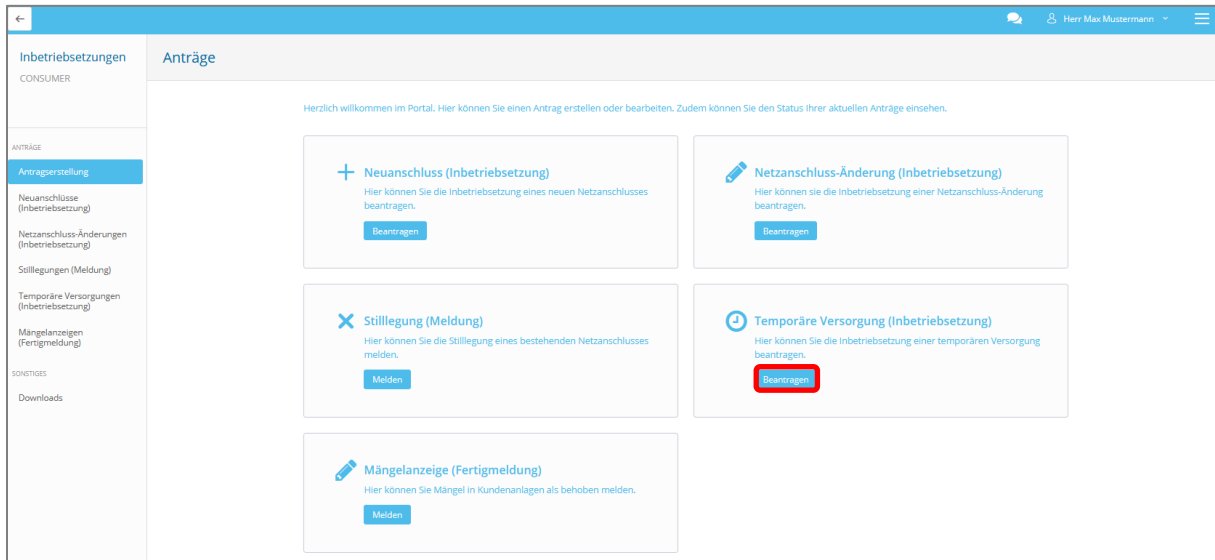 Herr Max Mustermann
Inbetriebsetzungen
CONSUMER
Anträge
Herzlich willkommen im Portal. Hier können Sie einen Antrag erstellen oder bearbeiten. Zudem können Sie den Status Ihrer aktuellen Anträge einsehen.
ANTRÄGE
Antragserstellung
Neuanschlüsse
(Inbetriebsetzung)
Netzanschluss-Änderungen
(Inbetriebsetzung)
Stilllegungen (Meldung)
Temporäre Versorgungen
(Inbetriebsetzung)
Mängelanzeigen
(Fertigmeldung)
SONSTIGES
Downloads
Neuanschluss (Inbetriebsetzung)
Hier können Sie die Inbetriebsetzung eines neuen Netzanschlusses
beantragen.
Beantragen
Netzanschluss-Änderung (Inbetriebsetzung)
Hier können sie die Inbetriebsetzung einer Netzanschluss-Änderung
beantragen.
Beantragen
Stilllegung (Meldung)
Hier können Sie die Stilllegung eines bestehenden Netzanschlusses
melden.
Melden
Temporäre Versorgung (Inbetriebsetzung)
Hier können Sie die Inbetriebsetzung einer temporären Versorgung
beantragen.
Beantragen
Mängelanzeige (Fertigmeldung)
Hier können Sie Mängel in Kundenanlagen als behoben melden.
Melden